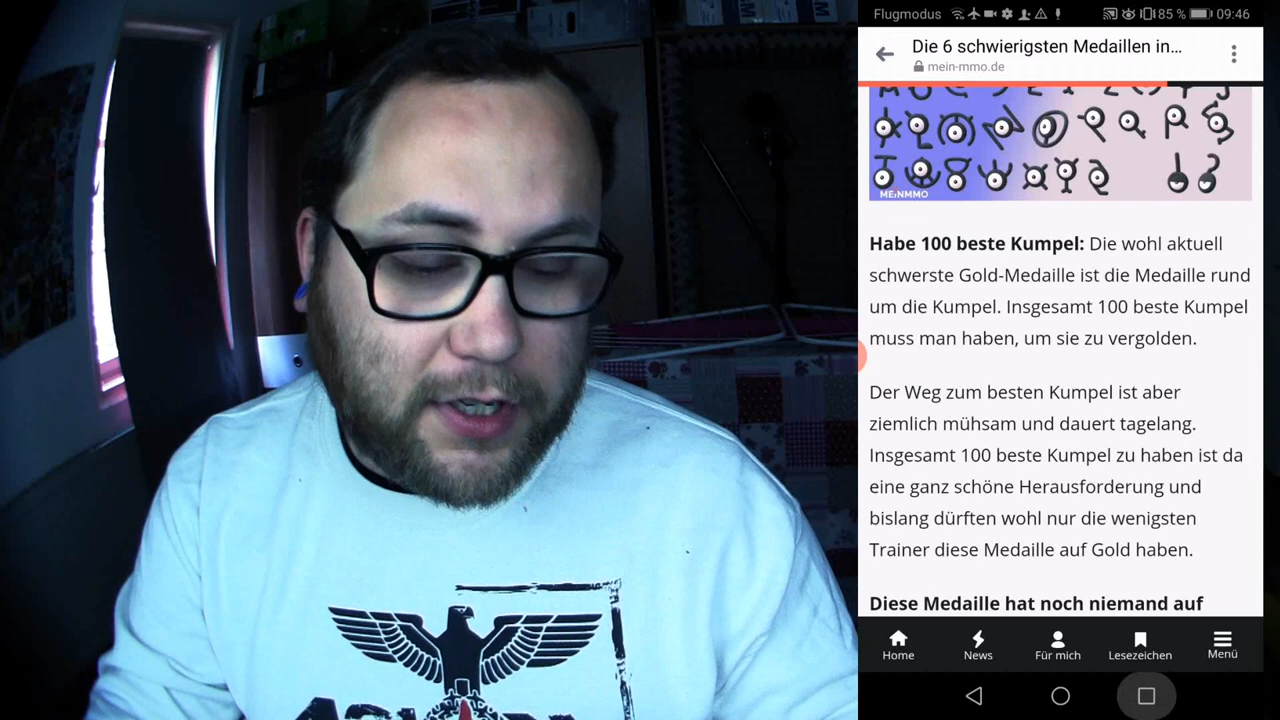 Flugmodus 85 % 09:46
Die 6 schwierigsten Medaillen in…
mein-mmo.de
MEiNMMO
Habe 100 beste Kumpel: Die wohl aktuell
schwerste Gold-Medaille ist die Medaille rund
um die Kumpel. Insgesamt 100 beste Kumpel
muss man haben, um sie zu vergolden.
Der Weg zum besten Kumpel ist aber
ziemlich mühsam und dauert tagelang.
Insgesamt 100 beste Kumpel zu haben ist da
eine ganz schöne Herausforderung und
bislang dürften wohl nur die wenigsten
Trainer diese Medaille auf Gold haben.
Diese Medaille hat noch niemand auf
Home News Für mich Lesezeichen Menü